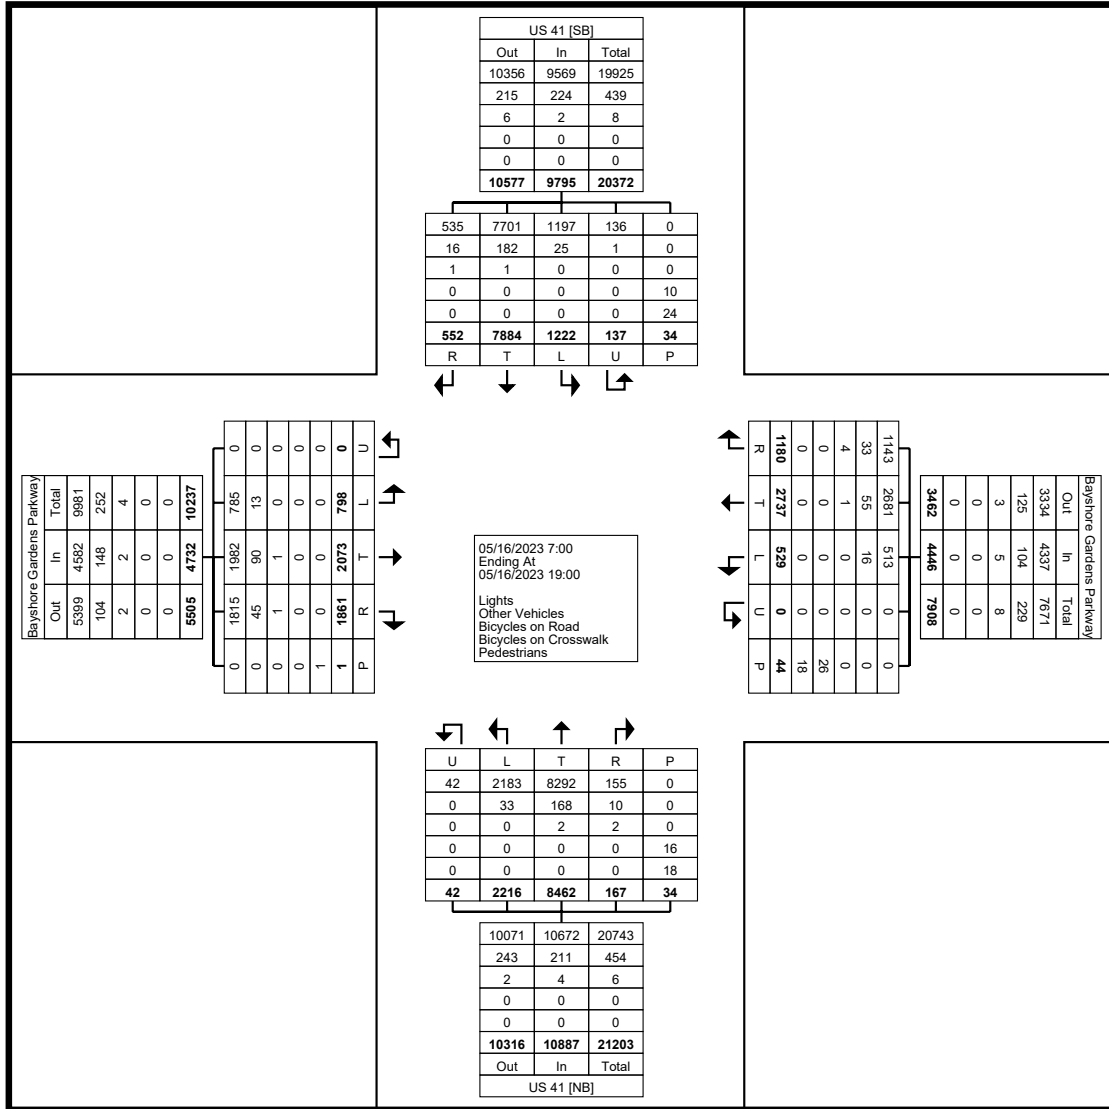 US 41 [SB]
Out In Total
10356 9569 19925
215 224 439
6 2 8
0 0 0
0 0 0
10577 9795 20372
535 7701 1197 136 0
16 182 25 1 0
1 1 0 0 0
0 0 0 0 10
0 0 0 0 24
552 7884 1222 137 34
R T L U P
Bayshore Gardens Parkway
Total In Out
9981 4582 5399
252 148 104
4 2 2
0 0 0
0 0 0
10237 4732 5505
0 785 1982 1815 0
0 13 90 45 0
0 0 1 1 0
0 0 0 0 0
0 0 0 0 1
0 798 2073 1861 1
U L T R P
05/16/2023 7:00
Ending At
05/16/2023 19:00
Lights
Other Vehicles
Bicycles on Road
Bicycles on Crosswalk
Pedestrians
Bayshore Gardens Parkway
Out In Total
3334 4337 7671
125 104 229
3 5 8
0 0 0
0 0 0
3462 4446 7908
1143 2681 513 0 0
33 55 16 0 0
4 1 0 0 0
0 0 0 0 26
0 0 0 0 18
1180 2737 529 0 44
R T L U P
U L T R P
42 2183 8292 155 0
0 33 168 10 0
0 0 2 2 0
0 0 0 0 16
0 0 0 0 18
42 2216 8462 167 34
10071 10672 20743
243 211 454
2 4 6
0 0 0
0 0 0
10316 10887 21203
Out In Total
US 41 [NB]